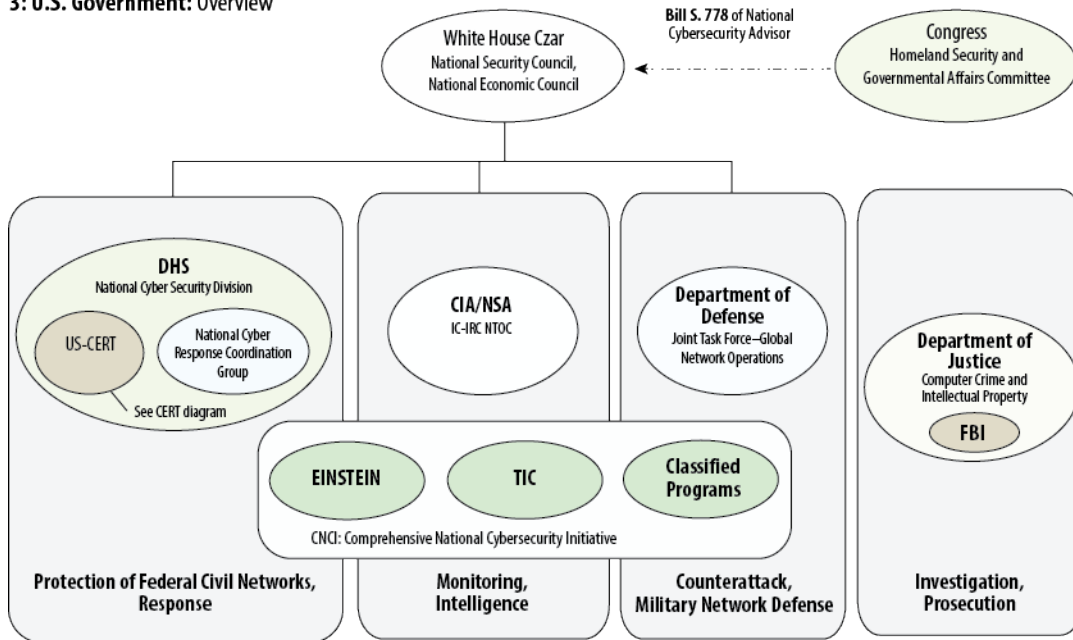 3: U.S. Government: Overview
White House Czar
National Security Council,
National Economic Council
Bill S. 778 of National
Cybersecurity Advisor
Congress
Homeland Security and
Governmental Affairs Committee
DHS
National Cyber Security Division
US-CERT
National Cyber
Response Coordination
Group
See CERT diagram
CIA/NSA
IC-IRC NTOC
Department of
Defense
Joint Task Force–Global
Network Operations
Department of
Justice
Computer Crime and
Intellectual Property
FBI
EINSTEIN
TIC
Classified
Programs
CNCI: Comprehensive National Cybersecurity Initiative
Protection of Federal Civil Networks,
Response
Monitoring,
Intelligence
Counterattack,
Military Network Defense
Investigation,
Prosecution